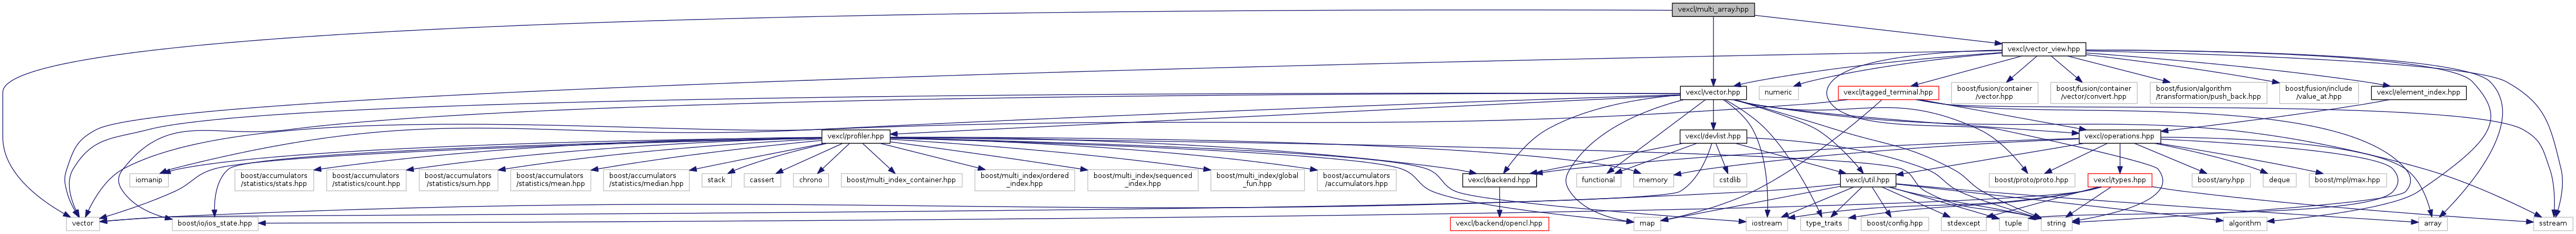 vexcl/multi_array.hpp
vexcl/vector_view.hpp
vexcl/vector.hpp
numeric
vexcl/tagged_terminal.hpp
boost/fusion/container
/vector.hpp
boost/fusion/container
/vector/convert.hpp
boost/fusion/algorithm
/transformation/push_back.hpp
boost/fusion/include
/value_at.hpp
vexcl/element_index.hpp
vexcl/profiler.hpp
vexcl/devlist.hpp
vexcl/operations.hpp
iomanip
boost/accumulators
/statistics/stats.hpp
boost/accumulators
/statistics/count.hpp
boost/accumulators
/statistics/sum.hpp
boost/accumulators
/statistics/mean.hpp
boost/accumulators
/statistics/median.hpp
stack
cassert
chrono
boost/multi_index_container.hpp
boost/multi_index/ordered
_index.hpp
boost/multi_index/sequenced
_index.hpp
boost/multi_index/global
_fun.hpp
boost/accumulators
/accumulators.hpp
vexcl/backend.hpp
functional
memory
cstdlib
vexcl/util.hpp
boost/proto/proto.hpp
vexcl/types.hpp
boost/any.hpp
deque
boost/mpl/max.hpp
vector
boost/io/ios_state.hpp
vexcl/backend/opencl.hpp
map
iostream
type_traits
boost/config.hpp
stdexcept
tuple
string
algorithm
array
sstream